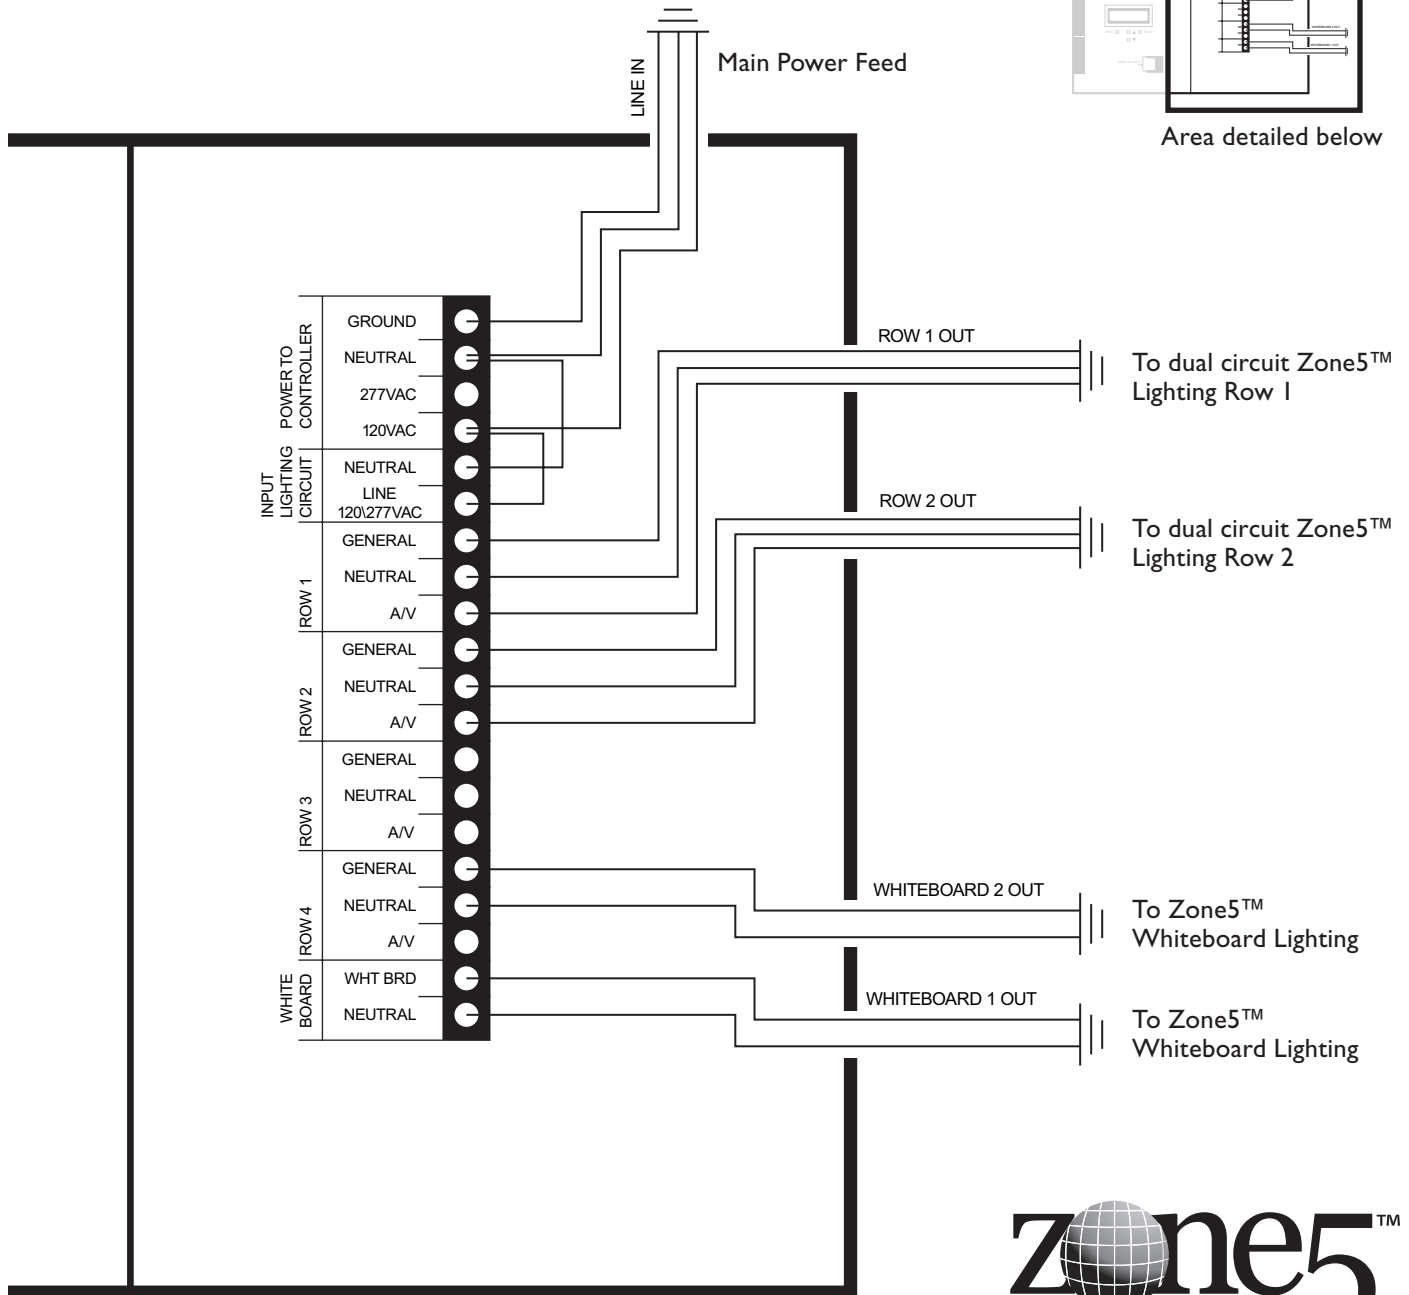 LINE IN
Main Power Feed
Area detailed below
POWER TO
CONTROLLER
GROUND
NEUTRAL
277VAC
120VAC
INPUT
LIGHTING
CIRCUIT
NEUTRAL
LINE
120\277VAC
ROW 1
GENERAL
NEUTRAL
A/V
ROW 2
GENERAL
NEUTRAL
A/V
ROW 3
GENERAL
NEUTRAL
A/V
ROW 4
GENERAL
NEUTRAL
A/V
WHITE
BOARD
WHT BRD
NEUTRAL
ROW 1 OUT
To dual circuit Zone5™
Lighting Row 1
ROW 2 OUT
To dual circuit Zone5™
Lighting Row 2
WHITEBOARD 2 OUT
To Zone5™
Whiteboard Lighting
WHITEBOARD 1 OUT
To Zone5™
Whiteboard Lighting
zone5™